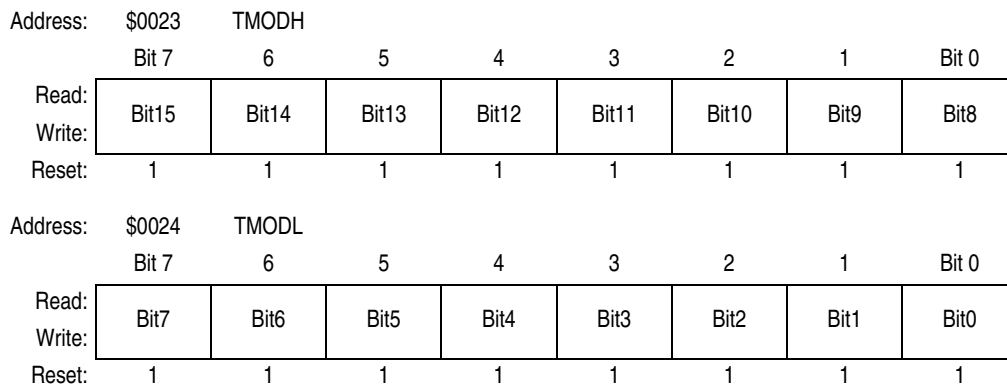 Address: $0023 TMODH
Bit 7 6 5 4 3 2 1 Bit 0
Read:
Bit15 Bit14 Bit13 Bit12 Bit11 Bit10 Bit9 Bit8
Write:
Reset: 1 1 1 1 1 1 1 1
Address: $0024 TMODL
Bit 7 6 5 4 3 2 1 Bit 0
Read:
Bit7 Bit6 Bit5 Bit4 Bit3 Bit2 Bit1 Bit0
Write:
Reset: 1 1 1 1 1 1 1 1